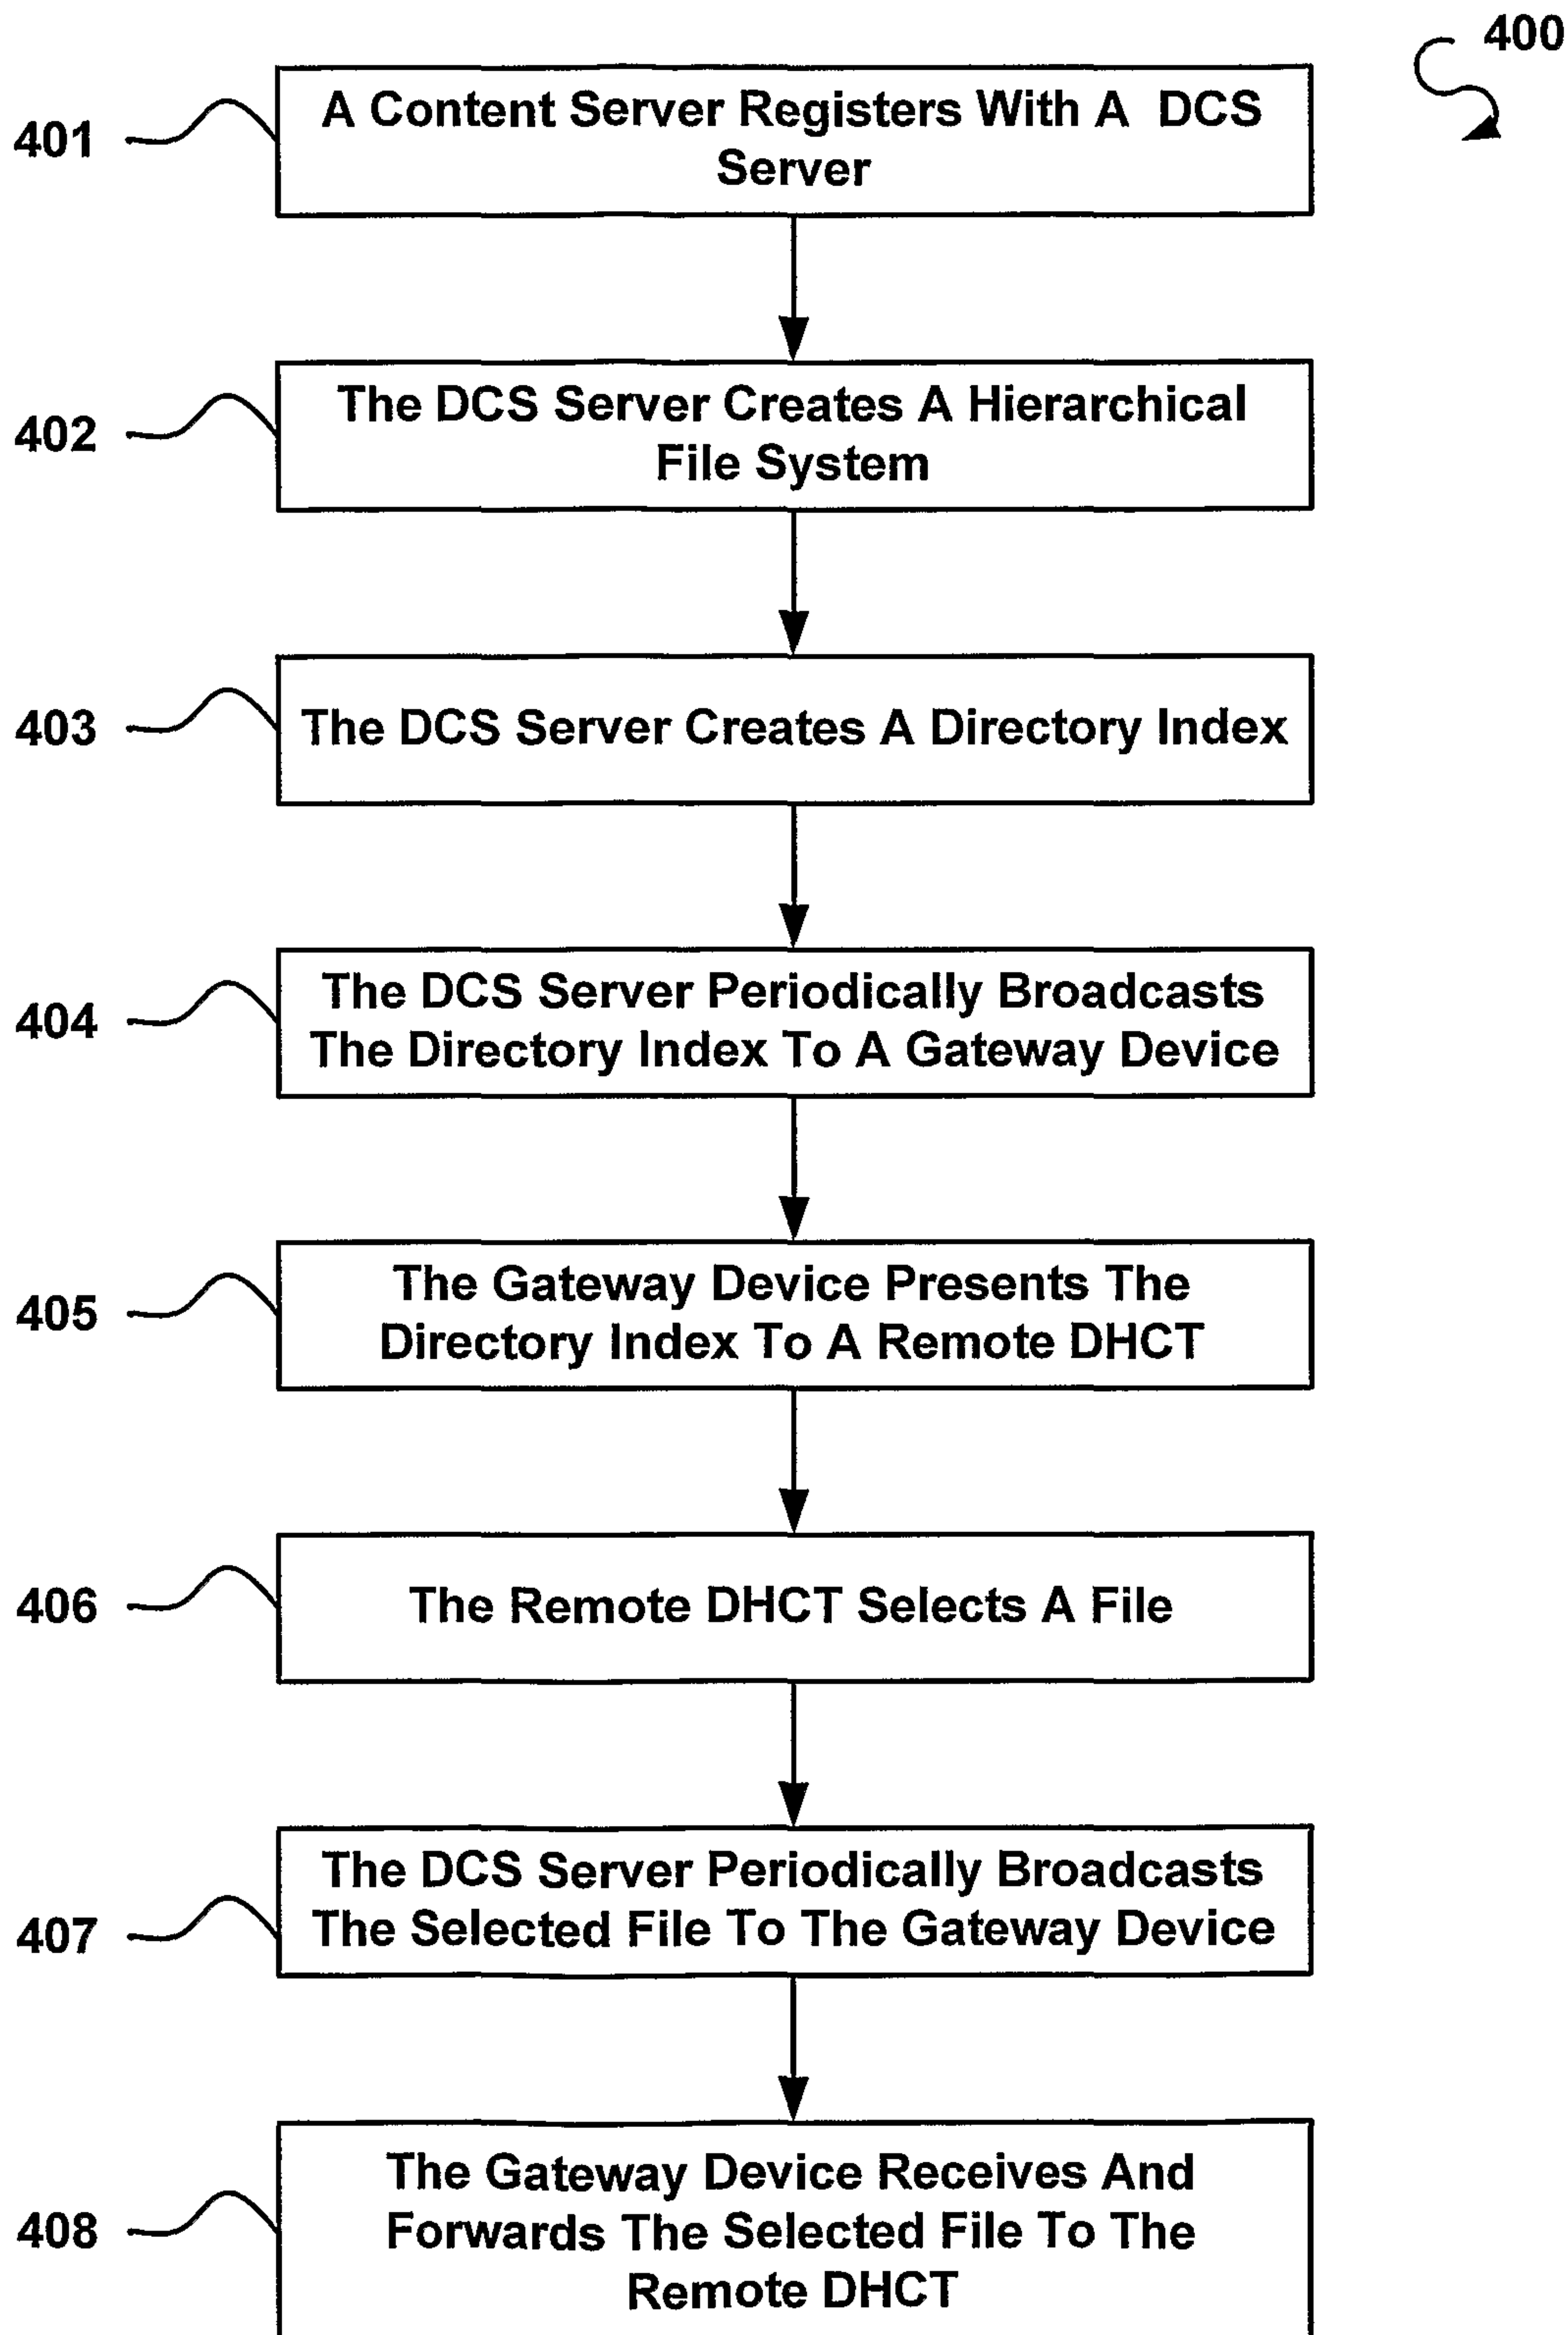 400
401
A Content Server Registers With A DCS
Server
402
The DCS Server Creates A Hierarchical
File System
403
The DCS Server Creates A Directory Index
404
The DCS Server Periodically Broadcasts
The Directory Index To A Gateway Device
405
The Gateway Device Presents The
Directory Index To A Remote DHCT
406
The Remote DHCT Selects A File
407
The DCS Server Periodically Broadcasts
The Selected File To The Gateway Device
408
The Gateway Device Receives And
Forwards The Selected File To The
Remote DHCT